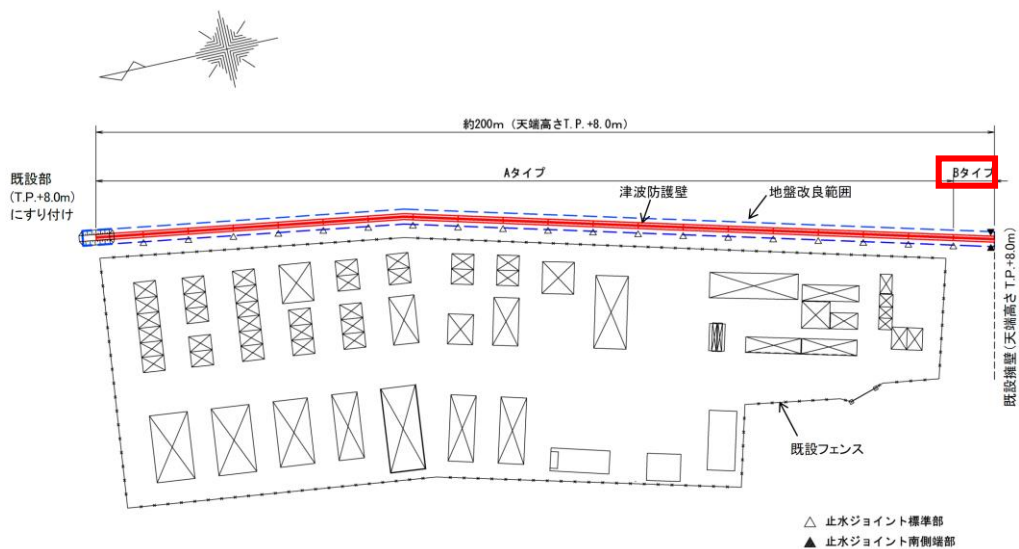 約200m (天端高さT.P.+8.0m)
Aタイプ
Bタイプ
既設部
(T.P.+8.0m)
にすり付け
津波防護壁
地盤改良範囲
既設擁壁(天端高さ T.P.+8.0m)
既設フェンス
△ 止水ジョイント標準部
▲ 止水ジョイント南側端部